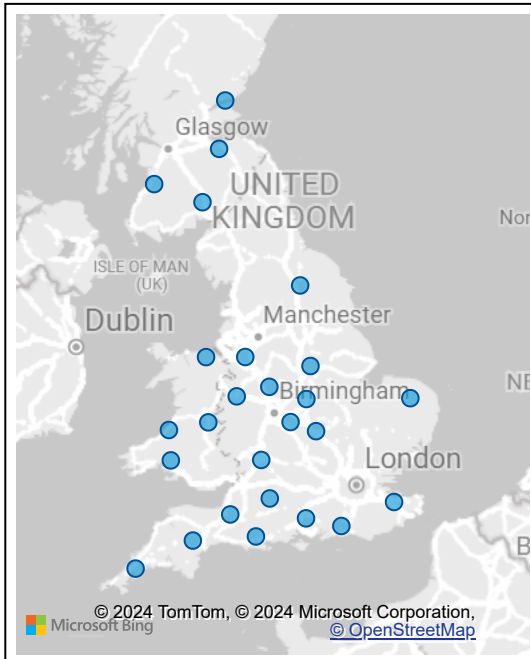 Glasgow
UNITED
KINGDOM
Nor
ISLE OF MAN
(UK)
Dublin
Manchester
Birmingham
NE
London
B
© 2024 TomTom, © 2024 Microsoft Corporation,
Microsoft Bing
© OpenStreetMap